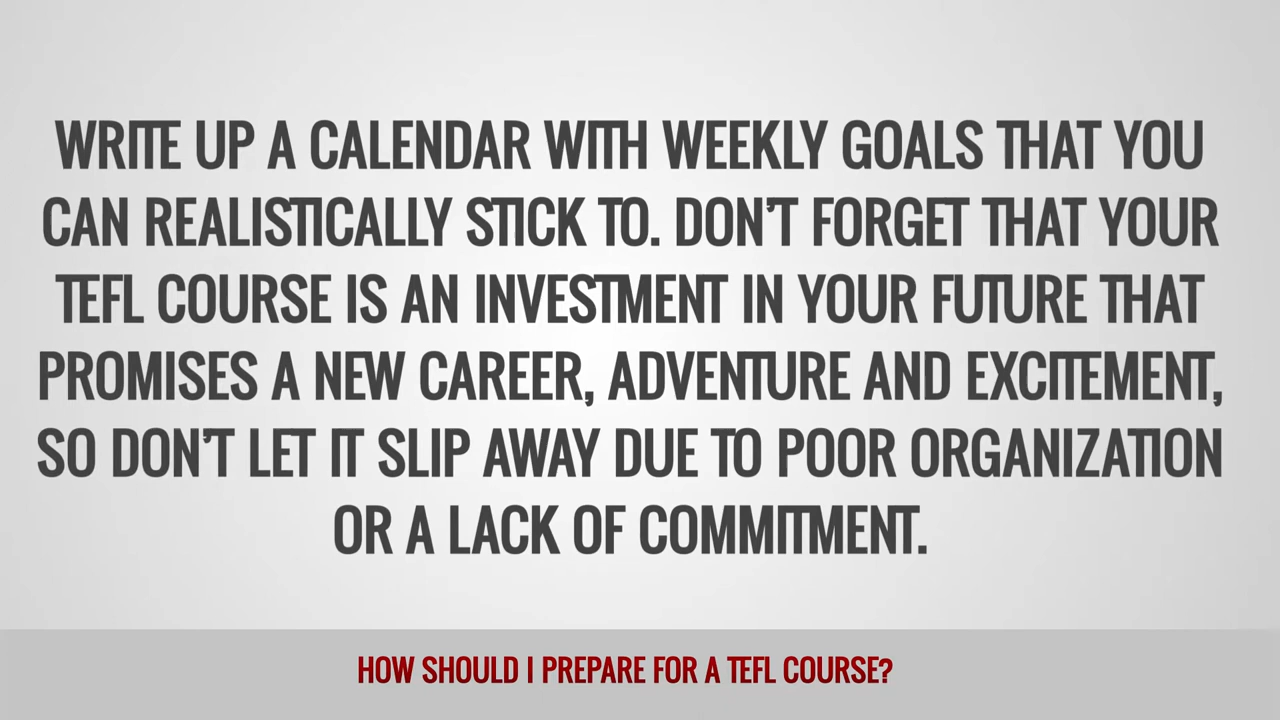 WRITE UP A CALENDAR WITH WEEKLY GOALS THAT YOU
CAN REALISTICALLY STICK TO. DON'T FORGET THAT YOUR
TEFL COURSE IS AN INVESTMENT IN YOUR FUTURE THAT
PROMISES A NEW CAREER, ADVENTURE AND EXCITEMENT,
SO DON'T LET IT SLIP AWAY DUE TO POOR ORGANIZATION
OR A LACK OF COMMITMENT.
HOW SHOULD I PREPARE FOR A TEFL COURSE?